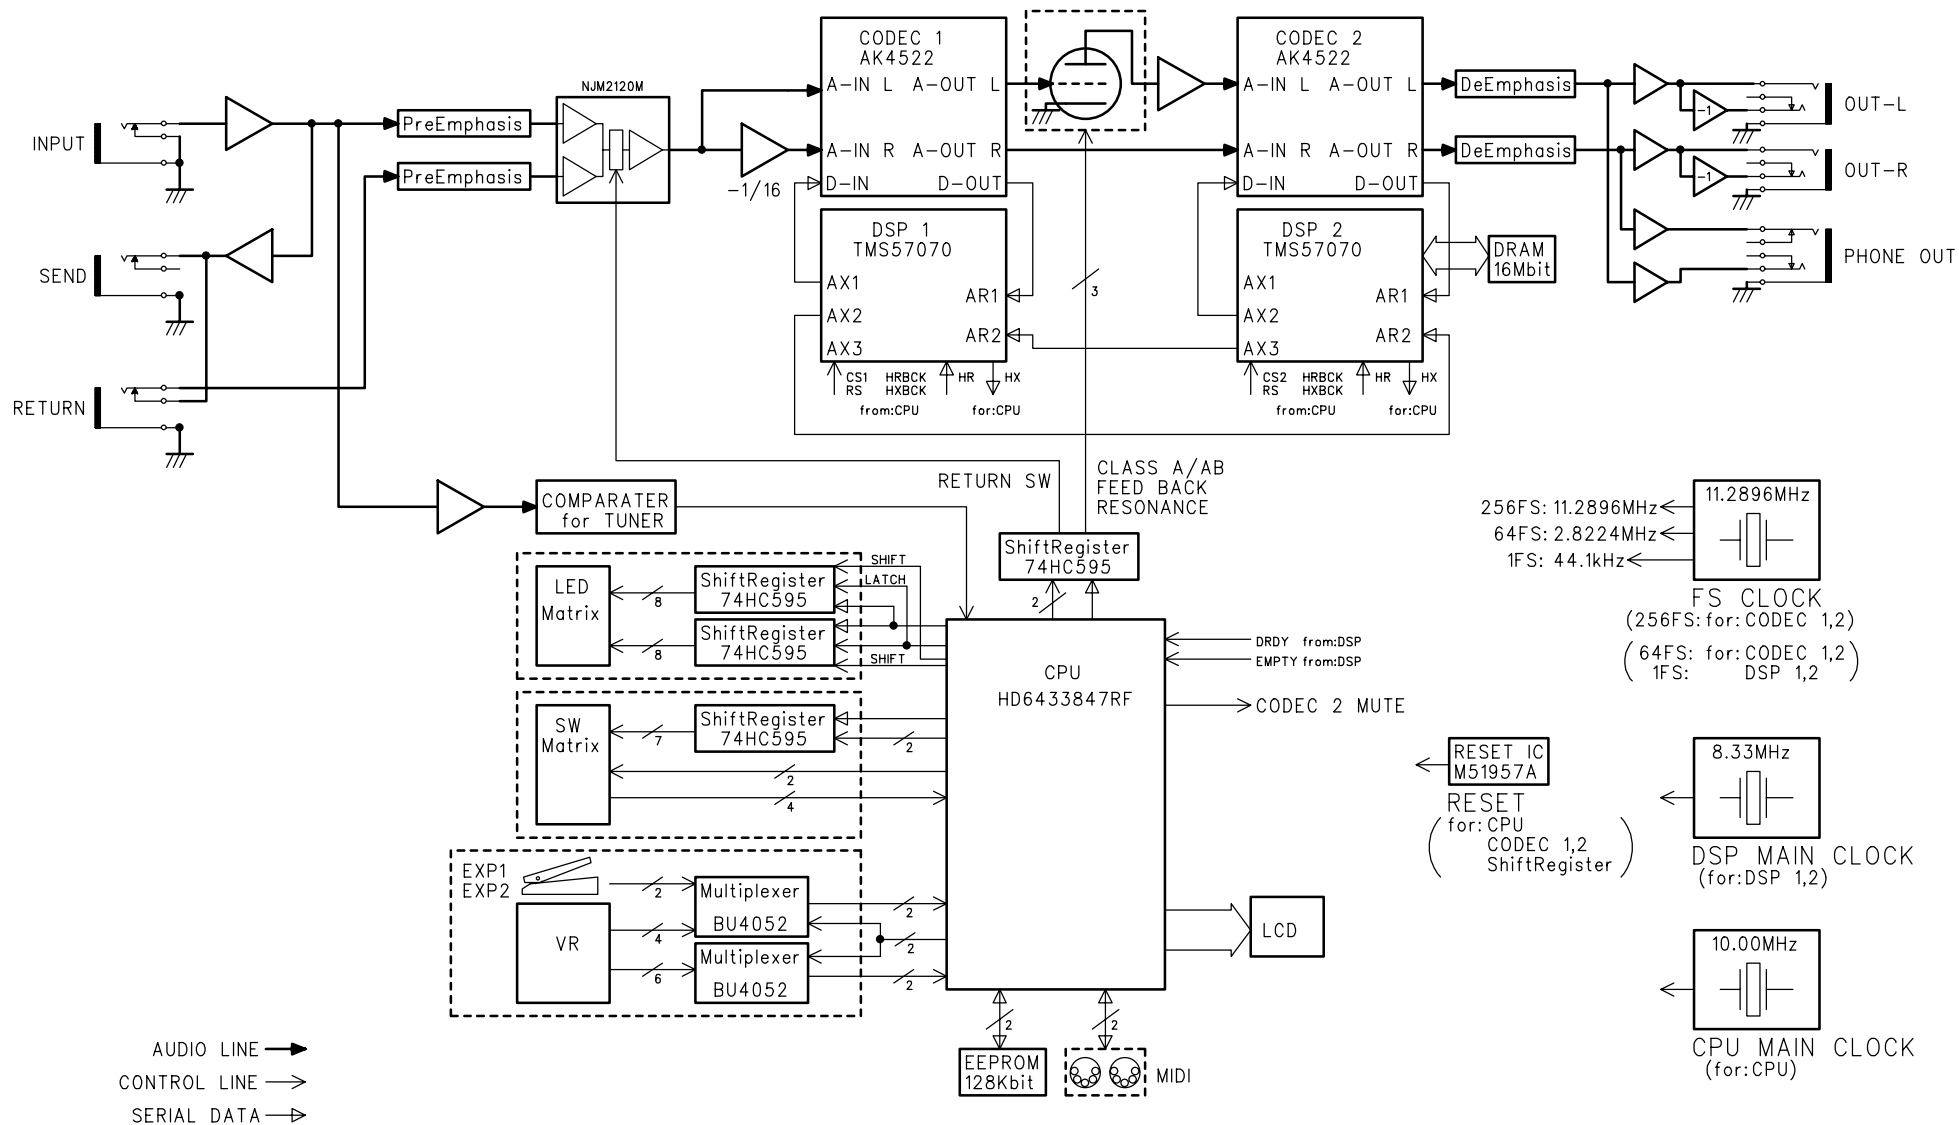 INPUT
SEND
RETURN
PreEmphasis
PreEmphasis
NJM2120M
-1/16
CODEC 1
AK4522
A-IN L A-OUT L
A-IN R A-OUT R
D-IN D-OUT
DSP 1
TMS57070
AX1
AR1
AX2
AR2
AX3
CS1 HRBCK HR HX
RS HXBCK
from:CPU for:CPU
3
CODEC 2
AK4522
A-IN L A-OUT L
A-IN R A-OUT R
D-IN D-OUT
DSP 2
TMS57070
AX1
AR1
AX2
AR2
AX3
CS2 HRBCK HR HX
RS HXBCK
from:CPU for:CPU
DRAM
16Mbit
DeEmphasis
DeEmphasis
-1
-1
OUT-L
OUT-R
PHONE OUT
RETURN SW
CLASS A/AB
FEED BACK
RESONANCE
COMPARATER
for TUNER
ShiftRegister
74HC595
2
LED
Matrix
8
8
ShiftRegister
74HC595
ShiftRegister
74HC595
SHIFT
LATCH
SHIFT
SW
Matrix
7
ShiftRegister
74HC595
2
2
4
EXP1
EXP2
VR
2
4
6
Multiplexer
BU4052
Multiplexer
BU4052
2
2
2
CPU
HD6433847RF
DRDY from:DSP
EMPTY from:DSP
CODEC 2 MUTE
LCD
2
2
EEPROM
128Kbit
MIDI
RESET IC
M51957A
RESET
(for:CPU
CODEC 1,2
ShiftRegister)
11.2896MHz
256FS: 11.2896MHz
64FS: 2.8224MHz
1FS: 44.1kHz
FS CLOCK
(256FS: for: CODEC 1,2)
(64FS: for: CODEC 1,2
1FS: DSP 1,2)
8.33MHz
DSP MAIN CLOCK
(for:DSP 1,2)
10.00MHz
CPU MAIN CLOCK
(for:CPU)
AUDIO LINE
CONTROL LINE
SERIAL DATA